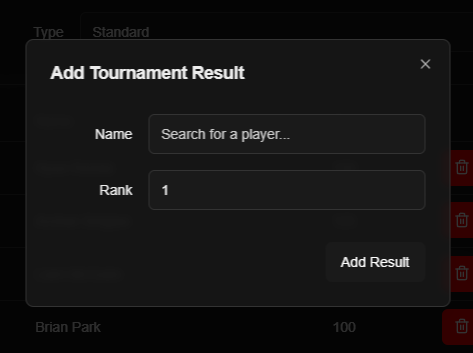 Type Standard
Add Tournament Result
Name Search for a player...
Rank 1
Add Result
Brian Park 100